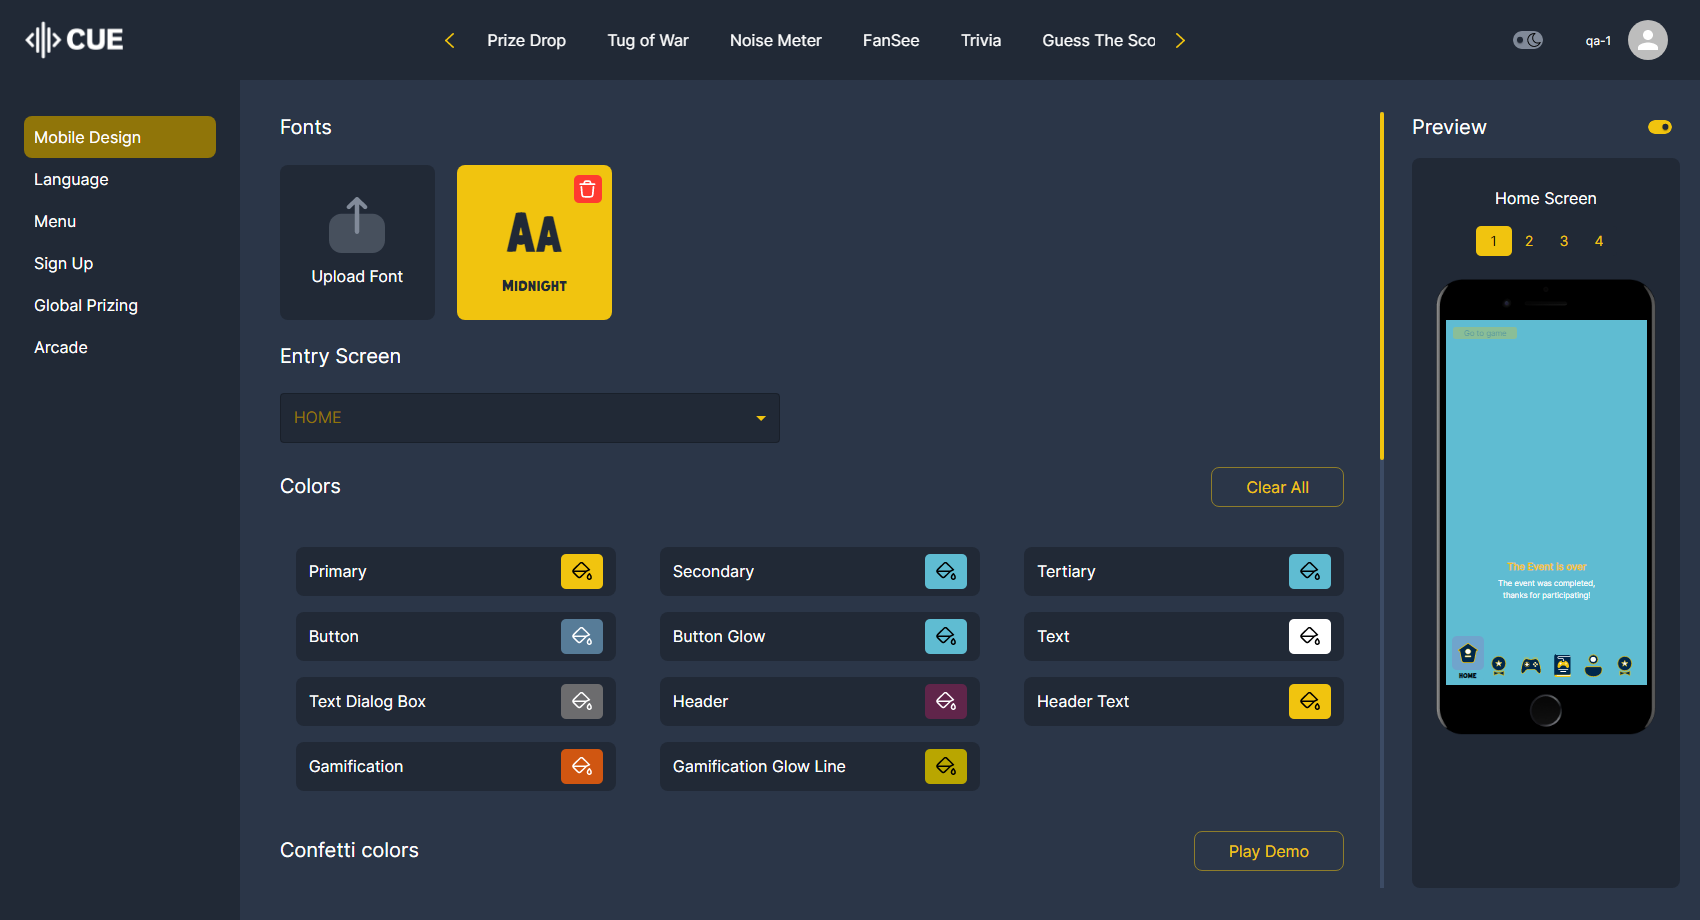 CUE
Prize Drop Tug of War Noise Meter FanSee Trivia Guess The Sco
qa-1
Mobile Design
Language
Menu
Sign Up
Global Prizing
Arcade
Fonts
Upload Font
AA
MIDNIGHT
Entry Screen
HOME
Colors
Clear All
Primary
Secondary
Tertiary
Button
Button Glow
Text
Text Dialog Box
Header
Header Text
Gamification
Gamification Glow Line
Confetti colors
Play Demo
Preview
Home Screen
1 2 3 4
Go to game
The Event is over
The event was completed,
thanks for participating!
HOME